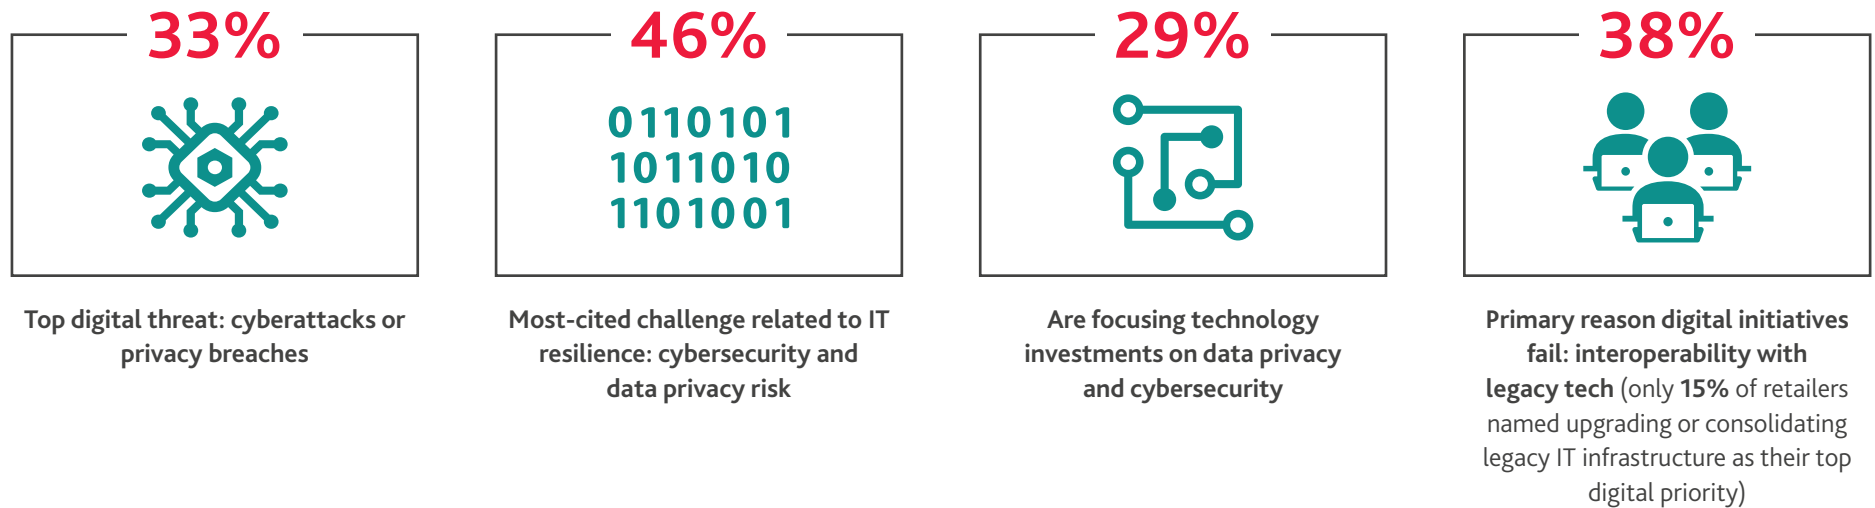 33%
0110101
1011010
1101001
Top digital threat: cyberattacks or
privacy breaches
46%
Most-cited challenge related to IT
resilience: cybersecurity and
data privacy risk
29%
Are focusing technology
investments on data privacy
and cybersecurity
38%
Primary reason digital initiatives
fail: interoperability with
legacy tech (only 15% of retailers
named upgrading or consolidating
legacy IT infrastructure as their top
digital priority)